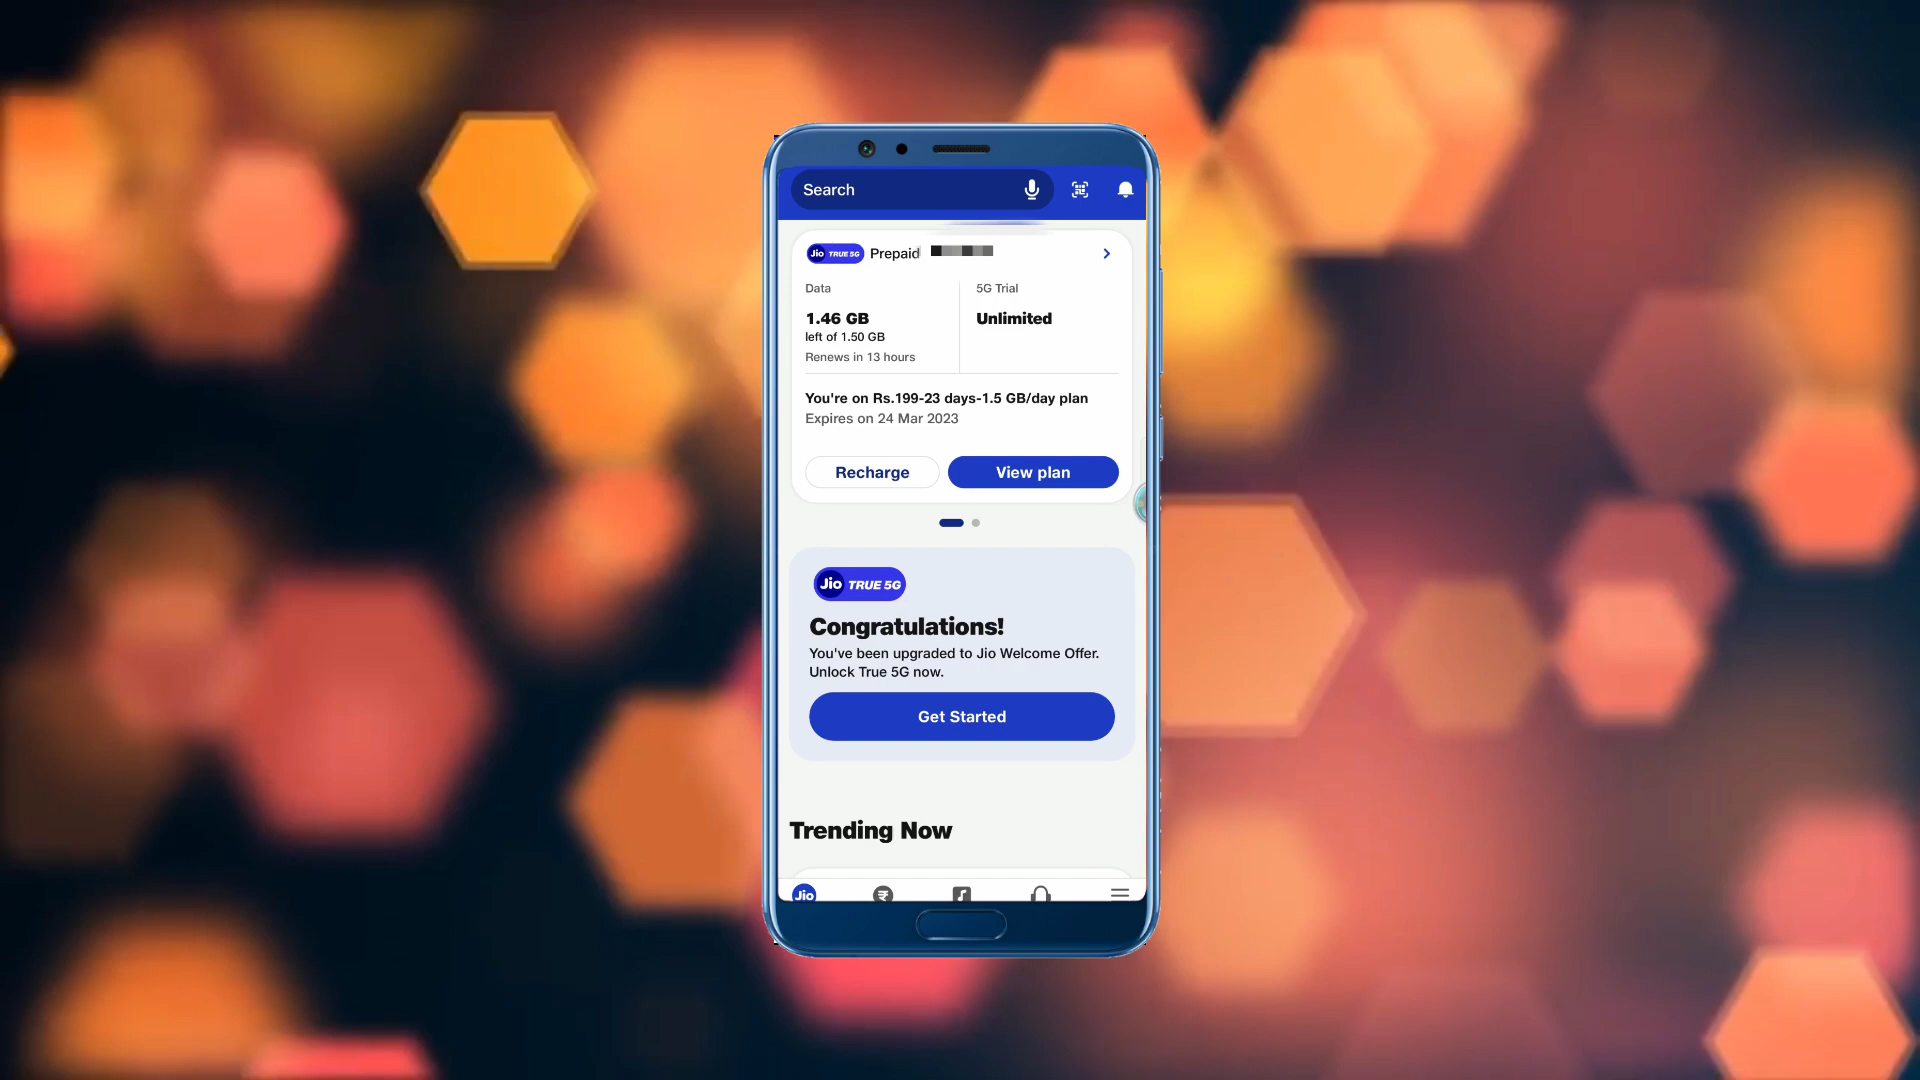 Search
Jio TRUE 5G Prepaid
Data
5G Trial
1.46 GB
Unlimited
left of 1.50 GB
Renews in 13 hours
You're on Rs.199-23 days-1.5 GB/day plan
Expires on 24 Mar 2023
Recharge
View plan
Jio TRUE 5G
Congratulations!
You've been upgraded to Jio Welcome Offer.
Unlock True 5G now.
Get Started
Trending Now
Jio